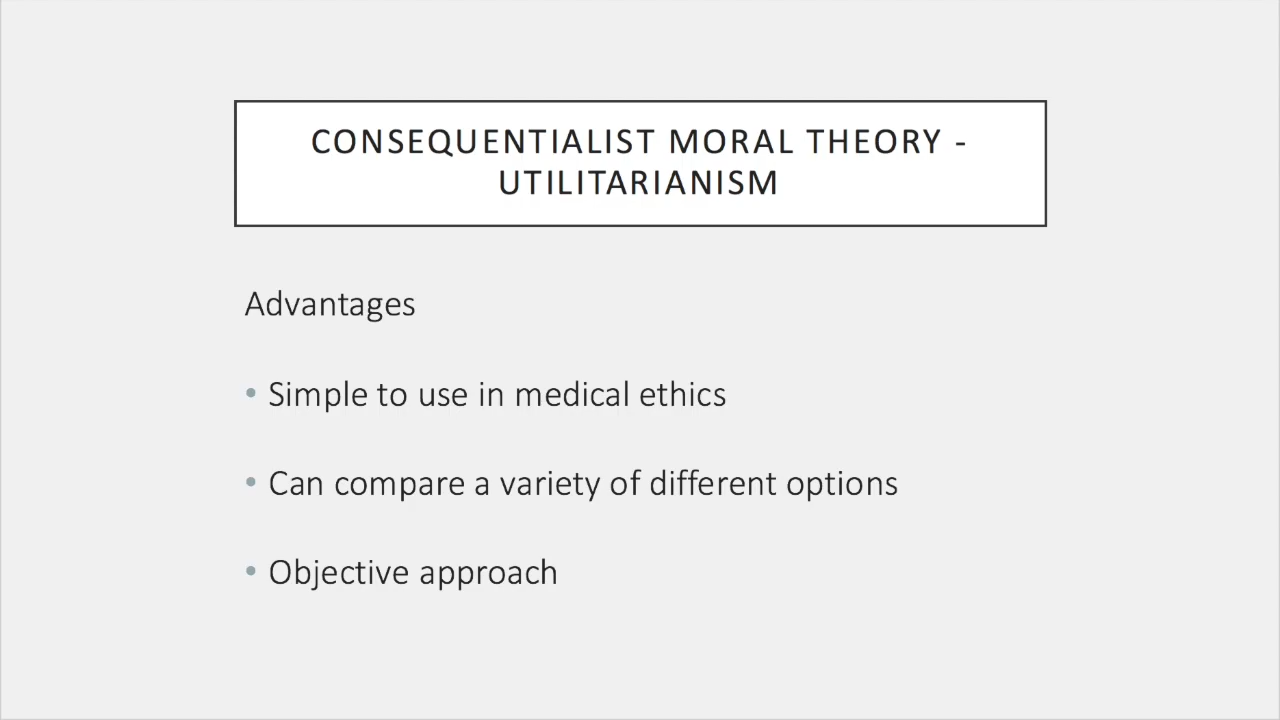 CONSEQUENTIALIST MORAL THEORY -
UTILITARIANISM
Advantages
• Simple to use in medical ethics
• Can compare a variety of different options
• Objective approach